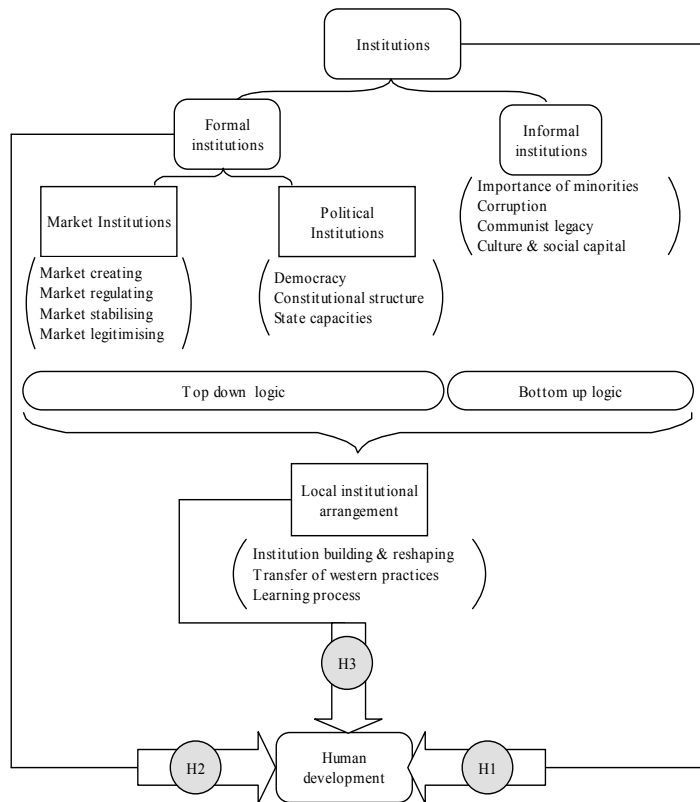 Institutions
Formal
institutions
Informal
institutions
Market Institutions
Political
Institutions
Importance of minorities
Corruption
Communist legacy
Culture & social capital
Market creating
Market regulating
Market stabilising
Market legitimising
Democracy
Constitutional structure
State capacities
Top down logic
Bottom up logic
Local institutional
arrangement
Institution building & reshaping
Transfer of western practices
Learning process
H3
H2
Human
development
H1